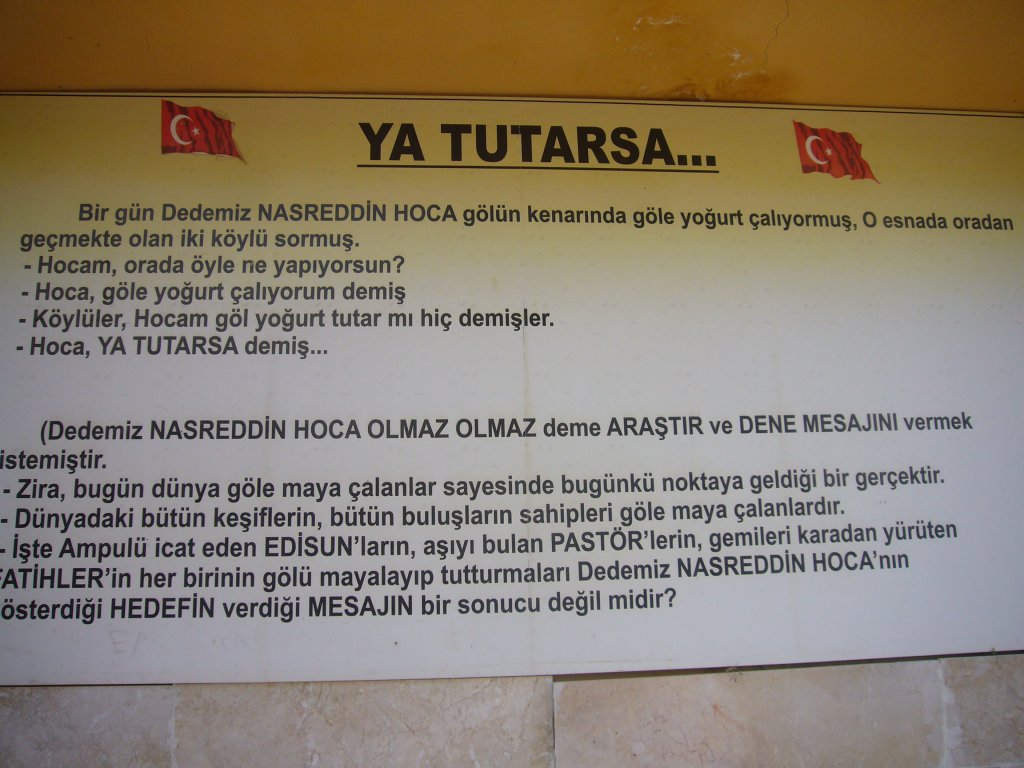 YA TUTARSA...
Bir gün Dedemiz NASREDDİN HOCA gölün kenarında göle yoğurt çalıyormuş, O esnada oradan
geçmekte olan iki köylü sormuş.
- Hocam, orada öyle ne yapıyorsun?
- Hoca, göle yoğurt çalıyorum demiş
- Köylüler, Hocam göl yoğurt tutar mı hiç demişler.
- Hoca, YA TUTARSA demiş...
(Dedemiz NASREDDİN HOCA OLMAZ OLMAZ deme ARAŞTIR ve DENE MESAJINI vermek
istemiştir.
- Zira, bugün dünya göle maya çalanlar sayesinde bugünkü noktaya geldiği bir gerçektir.
- Dünyadaki bütün keşiflerin, bütün buluşların sahipleri göle maya çalanlardır.
- İşte Ampulü icat eden EDİSUN'ların, aşıyı bulan PASTÖR'lerin, gemileri karadan yürüten
FATİHLER'in her birinin gölü mayalayıp tutturmaları Dedemiz NASREDDİN HOCA'nın
österdiği HEDEFİN verdiği MESAJIN bir sonucu değil midir?